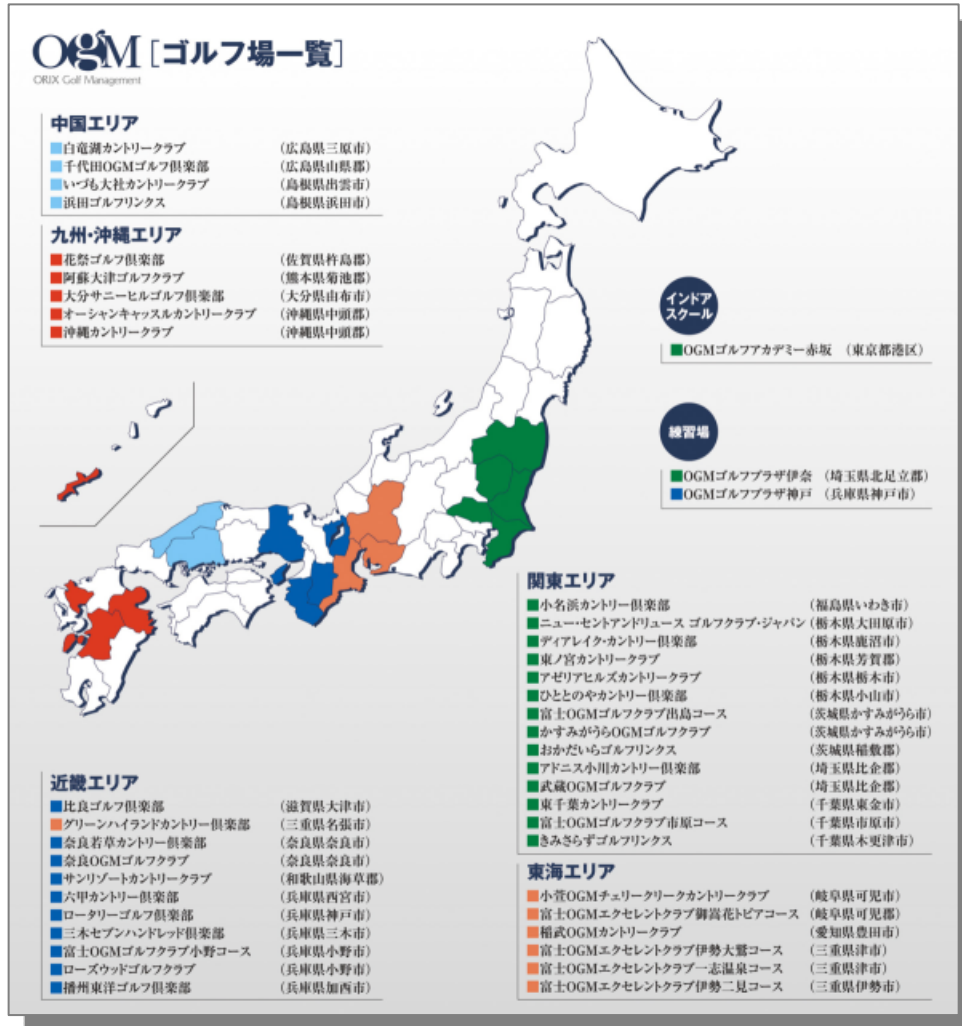 OgM [ゴルフ場一覧]
ORIX Golf Management
中国エリア
白竜湖カントリークラブ (広島県三原市)
千代田OGMゴルフ倶楽部 (広島県山県郡)
いづも大社カントリークラブ (島根県出雲市)
浜田ゴルフリンクス (島根県浜田市)
九州・沖縄エリア
花祭ゴルフ倶楽部 (佐賀県杵島郡)
阿蘇大津ゴルフクラブ (熊本県菊池郡)
大分サニーヒルゴルフ倶楽部 (大分県由布市)
オーシャンキャッスルカントリークラブ (沖縄県中頭郡)
沖縄カントリークラブ (沖縄県中頭郡)
インドア
スクール
OGMゴルフアカデミー赤坂 (東京都港区)
練習場
OGMゴルフプラザ伊奈 (埼玉県北足立郡)
OGMゴルフプラザ神戸 (兵庫県神戸市)
関東エリア
小名浜カントリー倶楽部 (福島県いわき市)
ニュー・セントアンドリュース ゴルフクラブ・ジャパン (栃木県大田原市)
ディアレイク・カントリー倶楽部 (栃木県鹿沼市)
東ノ宮カントリークラブ (栃木県芳賀郡)
アゼリアヒルズカントリークラブ (栃木県栃木市)
ひととのやカントリー倶楽部 (栃木県小山市)
富士OGMゴルフクラブ出島コース (茨城県かすみがうら市)
かすみがうらOGMゴルフクラブ (茨城県かすみがうら市)
おかだいらゴルフリンクス (茨城県稲敷郡)
アドニス小川カントリー倶楽部 (埼玉県比企郡)
武蔵OGMゴルフクラブ (埼玉県比企郡)
東千葉カントリークラブ (千葉県東金市)
富士OGMゴルフクラブ市原コース (千葉県市原市)
きみさらずゴルフリンクス (千葉県木更津市)
近畿エリア
比良ゴルフ倶楽部 (滋賀県大津市)
グリーンハイランドカントリー倶楽部 (三重県名張市)
奈良若草カントリー倶楽部 (奈良県奈良市)
奈良OGMゴルフクラブ (奈良県奈良市)
サンリゾートカントリークラブ (和歌山県海草郡)
六甲カントリー倶楽部 (兵庫県西宮市)
ロータリーゴルフ倶楽部 (兵庫県神戸市)
三木セブンハンドレッド倶楽部 (兵庫県三木市)
富士OGMゴルフクラブ小野コース (兵庫県小野市)
ローズウッドゴルフクラブ (兵庫県小野市)
播州東洋ゴルフ倶楽部 (兵庫県加西市)
東海エリア
小萱OGMチェリークリークカントリークラブ (岐阜県可児市)
富士OGMエクセレントクラブ御嵩花トピアコース (岐阜県可児郡)
稲武OGMカントリークラブ (愛知県豊田市)
富士OGMエクセレントクラブ伊勢大鷲コース (三重県津市)
富士OGMエクセレントクラブ一志温泉コース (三重県津市)
富士OGMエクセレントクラブ伊勢二見コース (三重県伊勢市)